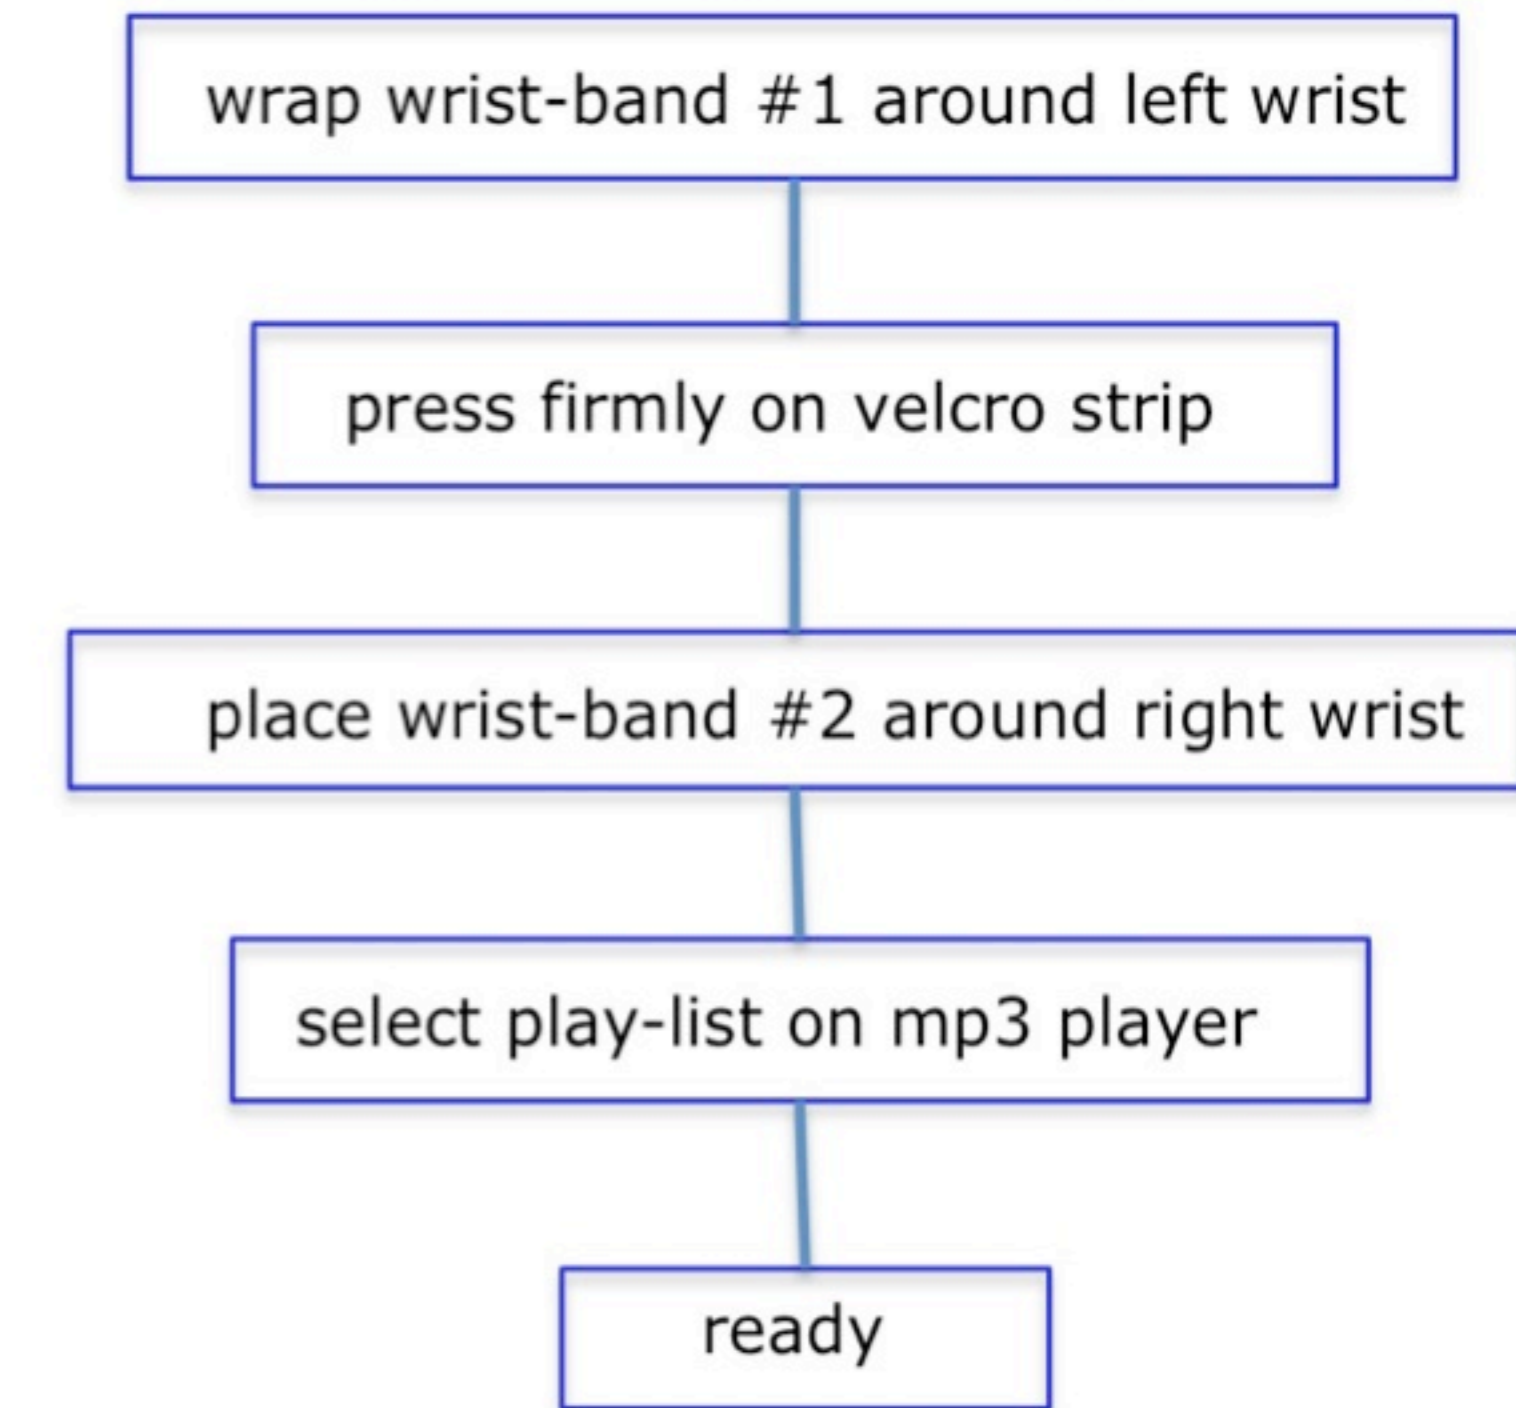 wrap wrist-band #1 around left wrist
press firmly on velcro strip
place wrist-band #2 around right wrist
select play-list on mp3 player
ready